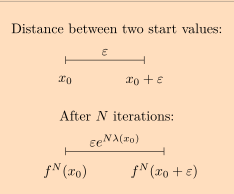 Distance between two start values:
ε
x₀ x₀ + ε
After N iterations:
εe^{Nλ(x₀)}
f^N(x₀) f^N(x₀ + ε)